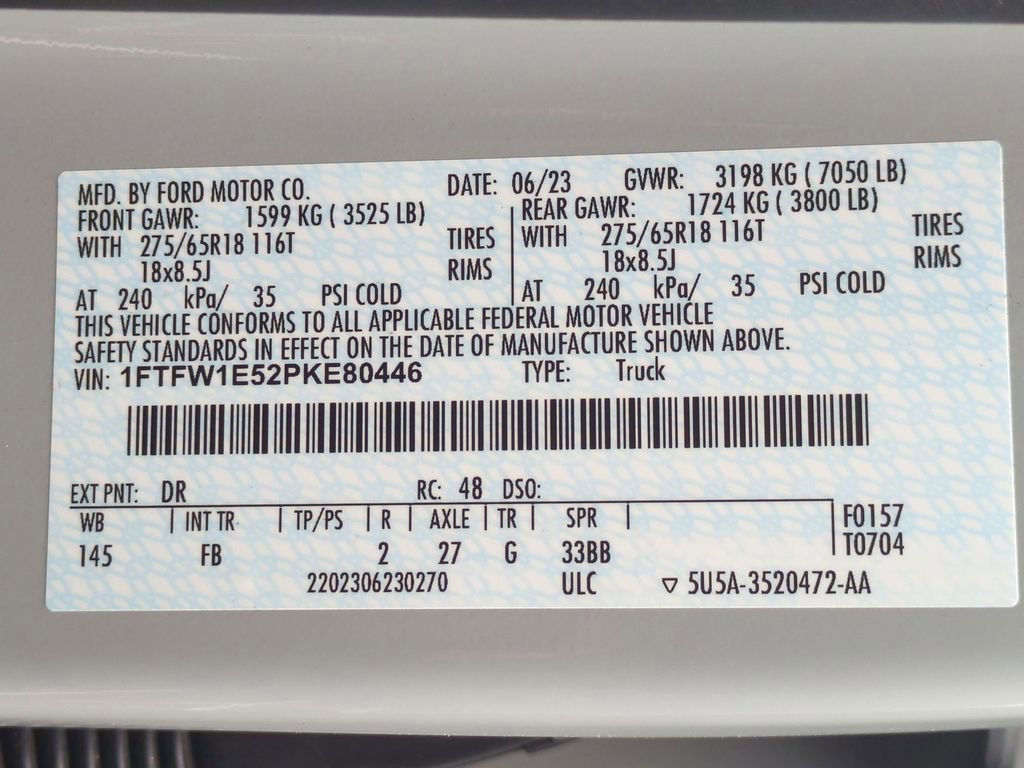 MFD. BY FORD MOTOR CO. DATE: 06/23 GVWR: 3198 KG ( 7050 LB)
FRONT GAWR: 1599 KG ( 3525 LB) REAR GAWR: 1724 KG ( 3800 LB)
WITH 275/65R18 116T TIRES WITH 275/65R18 116T TIRES
18x8.5J RIMS 18x8.5J RIMS
AT 240 kPa/ 35 PSI COLD AT 240 kPa/ 35 PSI COLD
THIS VEHICLE CONFORMS TO ALL APPLICABLE FEDERAL MOTOR VEHICLE
SAFETY STANDARDS IN EFFECT ON THE DATE OF MANUFACTURE SHOWN ABOVE.
VIN: 1FTFW1E52PKE80446 TYPE: Truck
EXT PNT: DR RC: 48 DSO:
WB INT TR TP/PS R AXLE TR SPR F0157
145 FB 2 27 G 33BB T0704
2202306230270 ULC ▽ 5U5A-3520472-AA